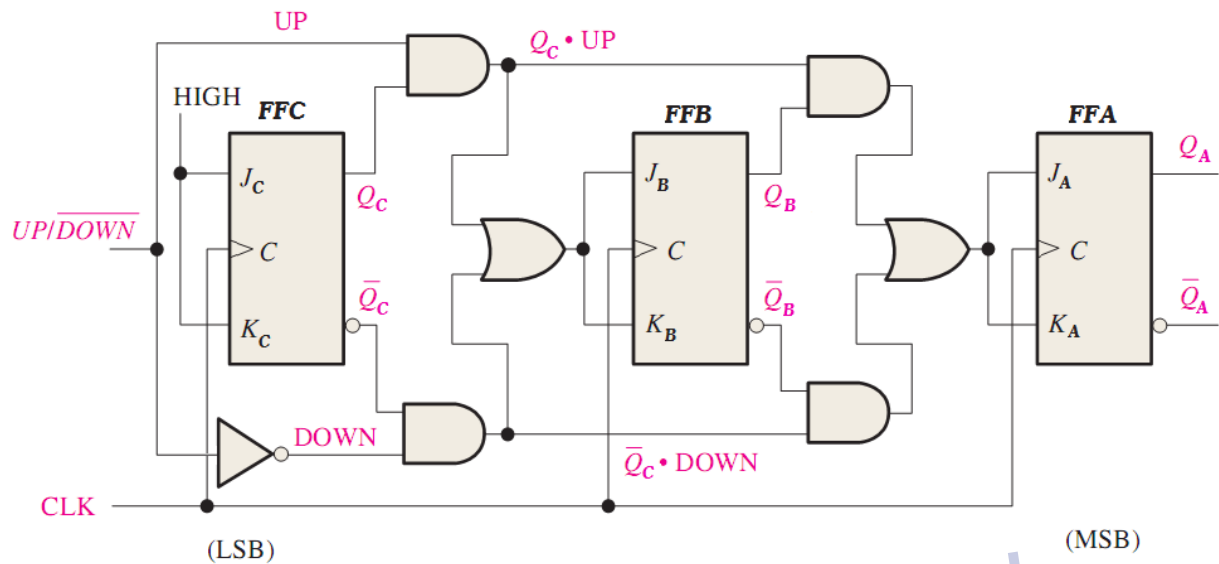 UP
Q_C • UP
HIGH
FFC
FFB
FFA
J_C
Q_C
J_B
Q_B
J_A
Q_A
UP/D̅O̅W̅N̅
C
C
C
Q̅_C
Q̅_B
Q̅_A
K_C
K_B
K_A
DOWN
Q̅_C • DOWN
CLK
(LSB)
(MSB)